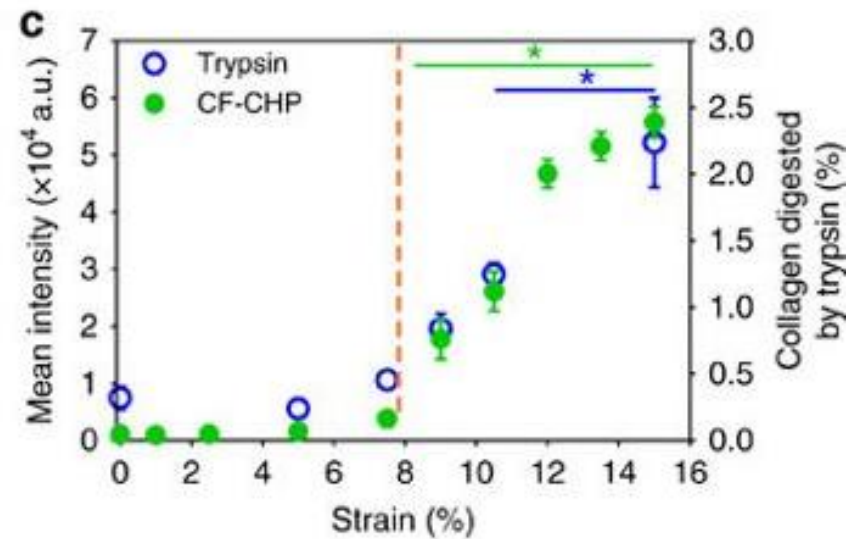 c
7
6
5
4
3
2
1
0
Mean intensity (×10⁴ a.u.)
Trypsin
CF-CHP
*
*
3.0
2.5
2.0
1.5
1.0
0.5
0.0
Collagen digested
by trypsin (%)
0 2 4 6 8 10 12 14 16
Strain (%)